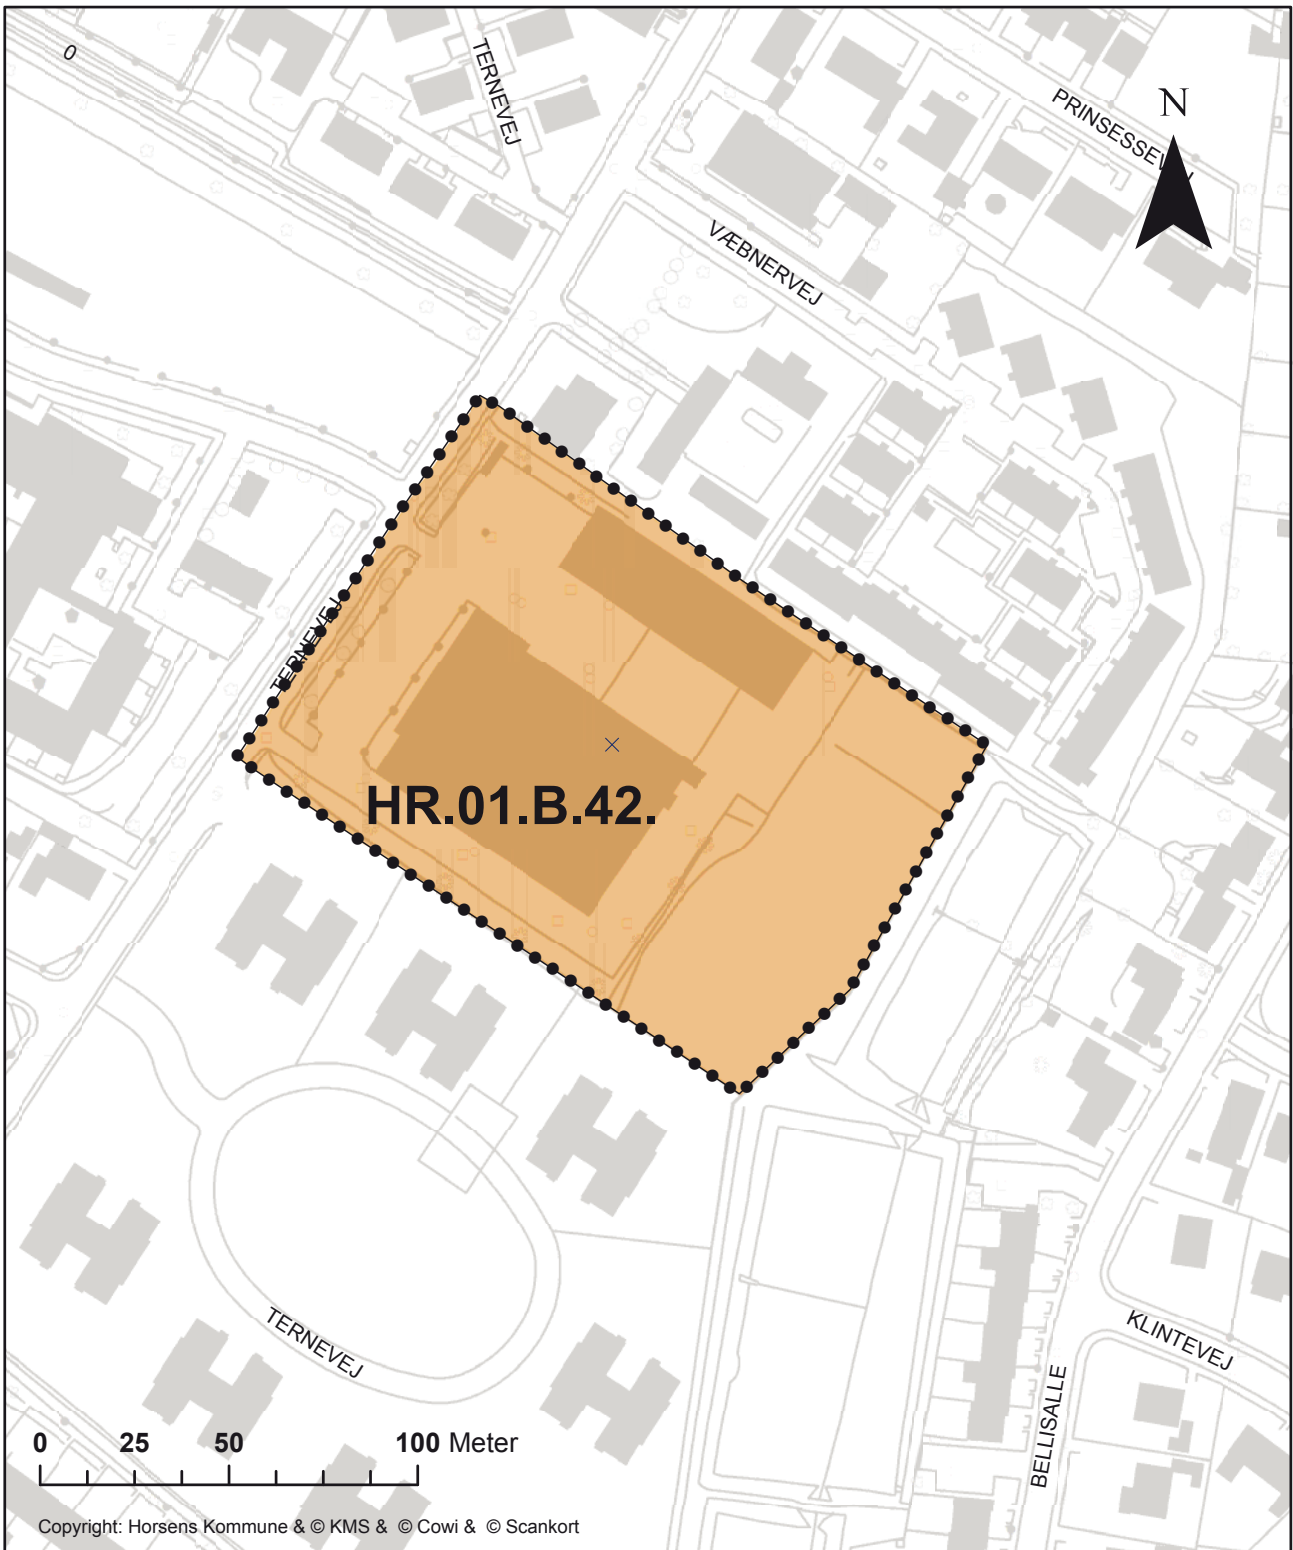 0
TERNEVEJ
PRINSESSEVEJ
N
VÆBNERVEJ
TERNEVEJ
HR.01.B.42.
TERNEVEJ
KLINTEVEJ
BELLISALLE
0 25 50 100 Meter
Copyright: Horsens Kommune & © KMS & © Cowi & © Scankort